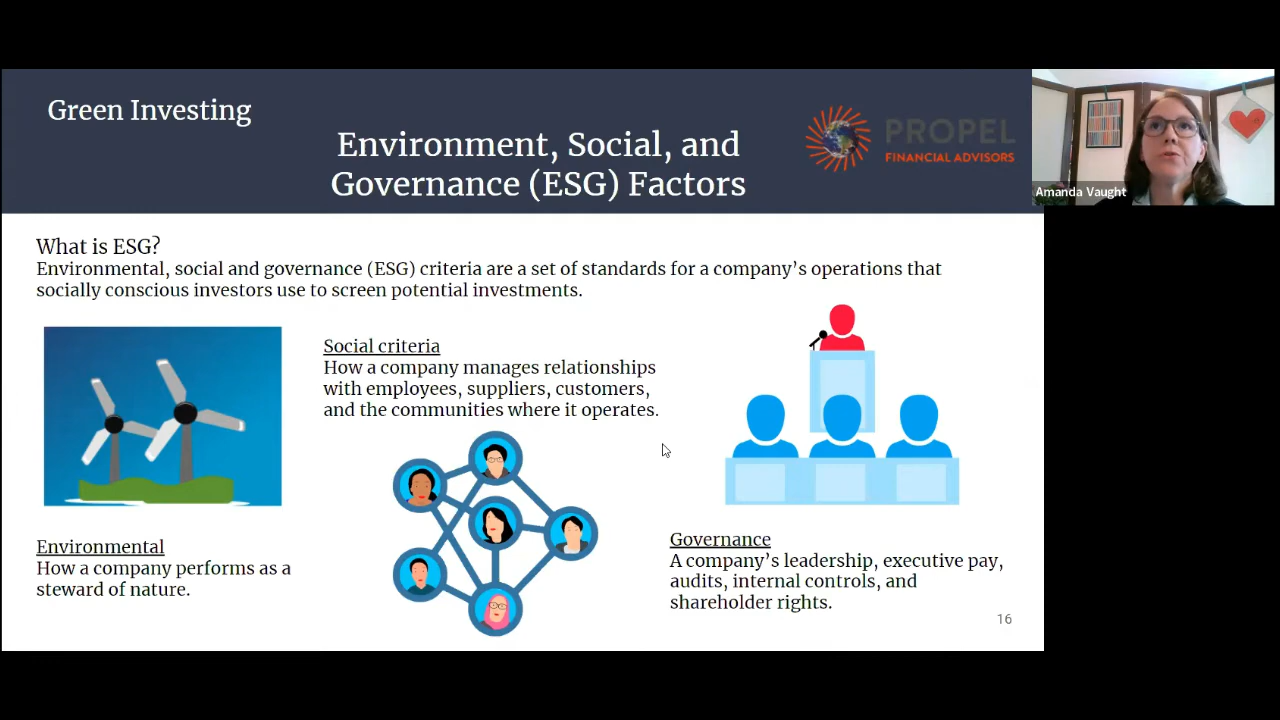 Green Investing
Environment, Social, and
Governance (ESG) Factors
PROPEL
FINANCIAL ADVISORS
Amanda Vaught
What is ESG?
Environmental, social and governance (ESG) criteria are a set of standards for a company’s operations that
socially conscious investors use to screen potential investments.
Social criteria
How a company manages relationships
with employees, suppliers, customers,
and the communities where it operates.
Environmental
How a company performs as a
steward of nature.
Governance
A company’s leadership, executive pay,
audits, internal controls, and
shareholder rights.
16